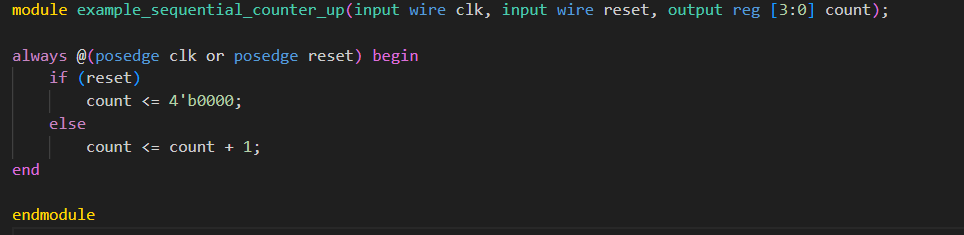 module example_sequential_counter_up(input wire clk, input wire reset, output reg [3:0] count);
always @(posedge clk or posedge reset) begin
if (reset)
count <= 4'b0000;
else
count <= count + 1;
end
endmodule